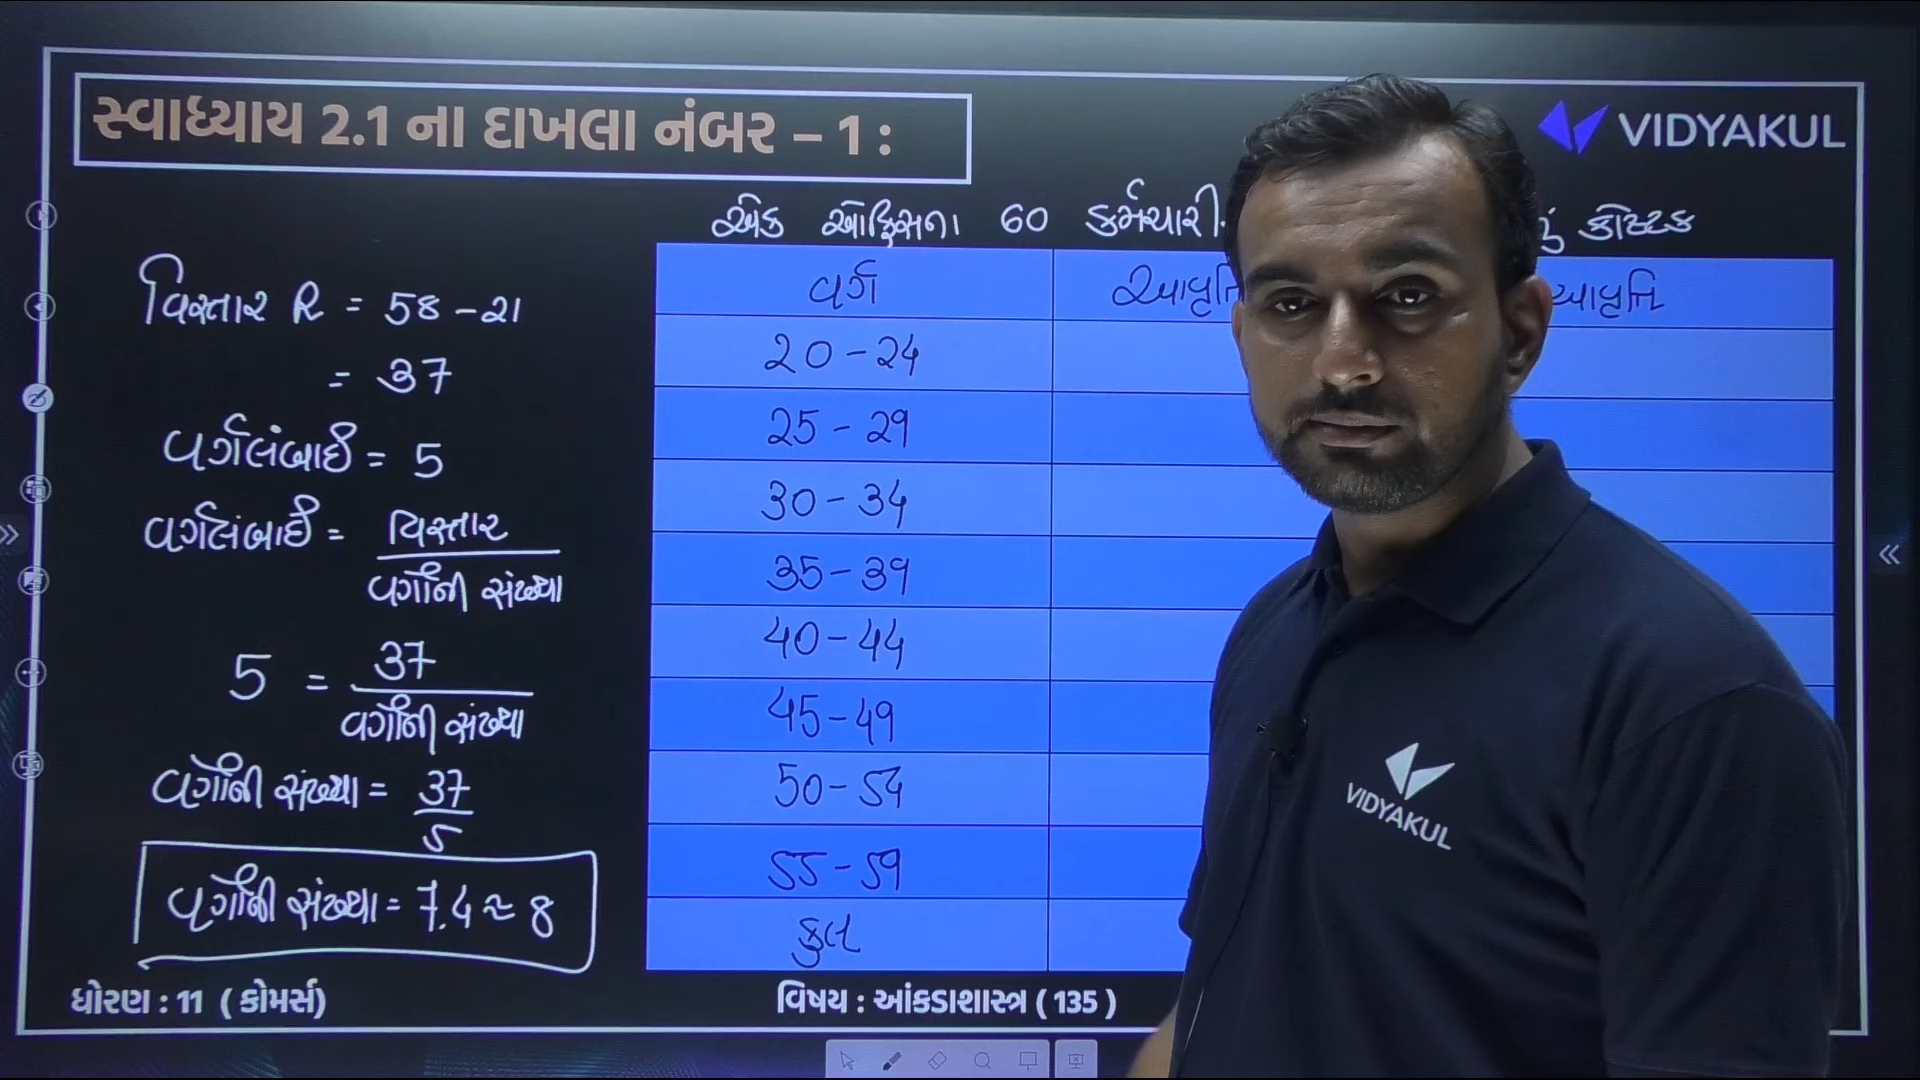 સ્વાધ્યાય 2.1 ના દાખલા નંબર – 1 :
VIDYAKUL
એક ઓફિસના 60 કર્મચારી
નું કોષ્ટક
વિસ્તાર R = 58 - 21
= 37
વર્ગલંબાઈ = 5
વર્ગલંબાઈ = વિસ્તાર / વર્ગોની સંખ્યા
5 = 37 / વર્ગોની સંખ્યા
વર્ગોની સંખ્યા = 37 / 5
વર્ગોની સંખ્યા = 7.4 ≈ 8
વર્ગ આવૃત્તિ આવૃત્તિ
20 - 24
25 - 29
30 - 34
35 - 39
40 - 44
45 - 49
50 - 54
55 - 59
કુલ
VIDYAKUL
ધોરણ : 11 ( કોમર્સ)
વિષય : આંકડાશાસ્ત્ર ( 135 )